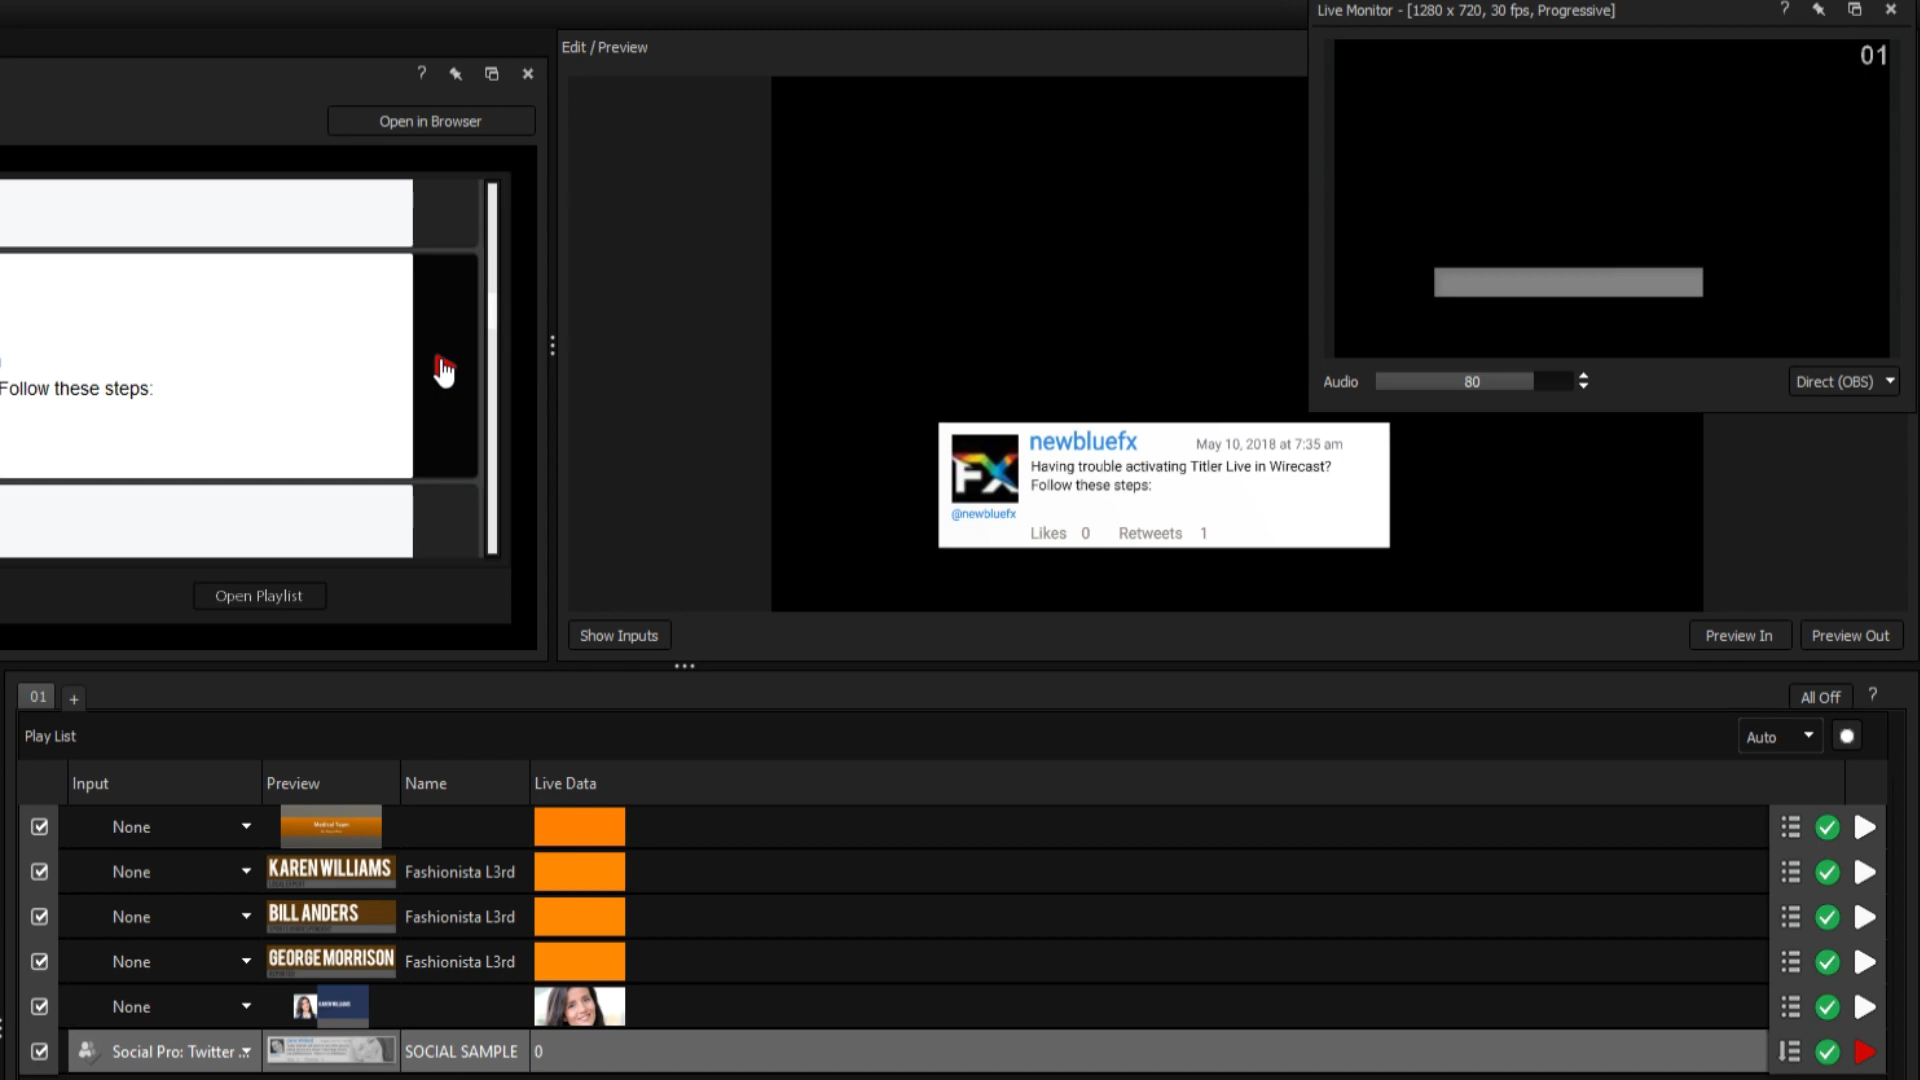 Live Monitor - [1280 x 720, 30 fps, Progressive]
?
01
Audio
80
Direct (OBS)
?
Open in Browser
Follow these steps:
Open Playlist
Edit / Preview
FX
newbluefx
May 10, 2018 at 7:35 am
Having trouble activating Titler Live in Wirecast?
Follow these steps:
@newbluefx
Likes 0 Retweets 1
Show Inputs
Preview In
Preview Out
01
+
All Off
?
Play List
Auto
Input
Preview
Name
Live Data
None
None
KAREN WILLIAMS
Fashionista L3rd
None
BILL ANDERS
Fashionista L3rd
None
GEORGE MORRISON
Fashionista L3rd
None
Social Pro: Twitter ...
SOCIAL SAMPLE
0